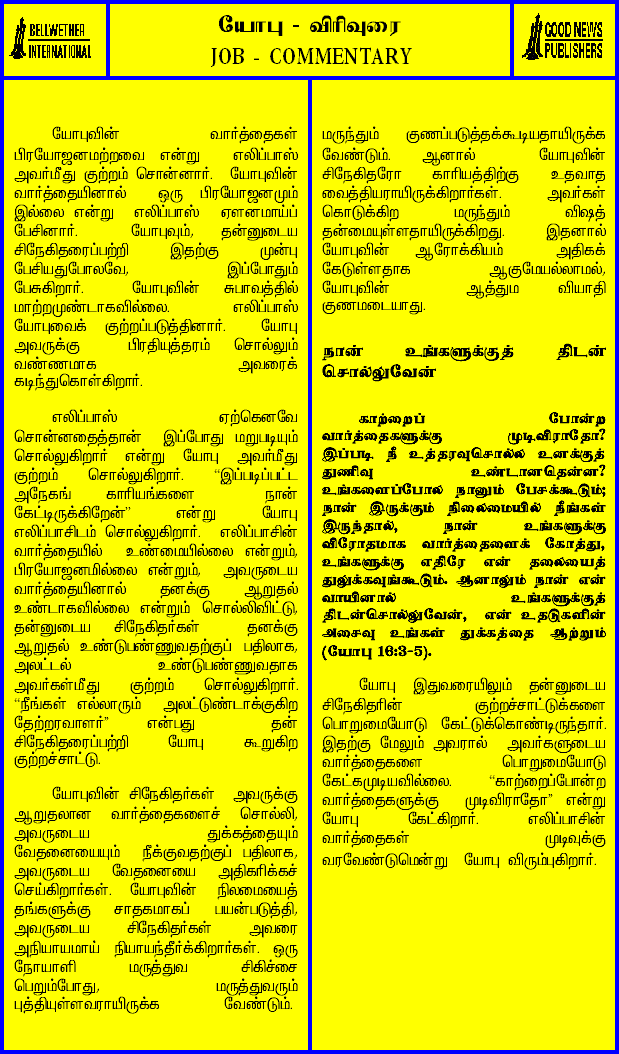 BELLWETHER
INTERNATIONAL
யோபு - விரிவுரை
JOB - COMMENTARY
GOOD NEWS
PUBLISHERS
யோபுவின் வார்த்தைகள்
பிரயோஜனமற்றவை என்று எலிப்பாஸ்
அவர்மீது குற்றம் சொன்னார். யோபுவின்
வார்த்தையினால் ஒரு பிரயோஜனமும்
இல்லை என்று எலிப்பாஸ் ஏளனமாய்ப்
பேசினார். யோபுவும், தன்னுடைய
சிநேகிதரைப்பற்றி இதற்கு முன்பு
பேசியதுபோலவே, இப்போதும்
பேசுகிறார். யோபுவின் சுபாவத்தில்
மாற்றமுண்டாகவில்லை. எலிப்பாஸ்
யோபுவைக் குற்றப்படுத்தினார். யோபு
அவருக்கு பிரதியுத்தரம் சொல்லும்
வண்ணமாக அவரைக்
கடிந்துகொள்கிறார்.
எலிப்பாஸ் ஏற்கெனவே
சொன்னதைத்தான் இப்போது மறுபடியும்
சொல்லுகிறார் என்று யோபு அவர்மீது
குற்றம் சொல்லுகிறார். “இப்படிப்பட்ட
அநேகங் காரியங்களை நான்
கேட்டிருக்கிறேன்” என்று யோபு
எலிப்பாசிடம் சொல்லுகிறார். எலிப்பாசின்
வார்த்தையில் உண்மையில்லை என்றும்,
பிரயோஜனமில்லை என்றும், அவருடைய
வார்த்தையினால் தனக்கு ஆறுதல்
உண்டாகவில்லை என்றும் சொல்லிவிட்டு,
தன்னுடைய சிநேகிதர்கள் தனக்கு
ஆறுதல் உண்டுபண்ணுவதற்குப் பதிலாக,
அலட்டல் உண்டுபண்ணுவதாக
அவர்கள்மீது குற்றம் சொல்லுகிறார்.
“நீங்கள் எல்லாரும் அலட்டுண்டாக்குகிற
தேற்றரவாளர்” என்பது தன்
சிநேகிதரைப்பற்றி யோபு கூறுகிற
குற்றச்சாட்டு.
யோபுவின் சிநேகிதர்கள் அவருக்கு
ஆறுதலான வார்த்தைகளைச் சொல்லி,
அவருடைய துக்கத்தையும்
வேதனையையும் நீக்குவதற்குப் பதிலாக,
அவருடைய வேதனையை அதிகரிக்கச்
செய்கிறார்கள். யோபுவின் நிலமையைத்
தங்களுக்கு சாதகமாகப் பயன்படுத்தி,
அவருடைய சிநேகிதர்கள் அவரை
அநியாயமாய் நியாயந்தீர்க்கிறார்கள். ஒரு
நோயாளி மருத்துவ சிகிச்சை
பெறும்போது, மருத்துவரும்
புத்தியுள்ளவராயிருக்க வேண்டும்.
மருந்தும் குணப்படுத்தக்கூடியதாயிருக்க
வேண்டும். ஆனால் யோபுவின்
சிநேகிதரோ காரியத்திற்கு உதவாத
வைத்தியராயிருக்கிறார்கள். அவர்கள்
கொடுக்கிற மருந்தும் விஷத்
தன்மையுள்ளதாயிருக்கிறது. இதனால்
யோபுவின் ஆரோக்கியம் அதிகக்
கேடுள்ளதாக ஆகுமேயல்லாமல்,
யோபுவின் ஆத்தும வியாதி
குணமடையாது.
நான் உங்களுக்குத் திடன்
சொல்லுவேன்
காற்றைப் போன்ற
வார்த்தைகளுக்கு முடிவிராதோ?
இப்படி நீ உத்தரவுசொல்ல உனக்குத்
துணிவு உண்டானதென்ன?
உங்களைப்போல நானும் பேசக்கூடும்;
நான் இருக்கும் நிலைமையில் நீங்கள்
இருந்தால், நான் உங்களுக்கு
விரோதமாக வார்த்தைகளைக் கோத்து,
உங்களுக்கு எதிரே என் தலையைத்
துலுக்கவுங்கூடும். ஆனாலும் நான் என்
வாயினால் உங்களுக்குத்
திடன்சொல்லுவேன், என் உதடுகளின்
அசைவு உங்கள் துக்கத்தை ஆற்றும்
(யோபு 16:3-5).
யோபு இதுவரையிலும் தன்னுடைய
சிநேகிதரின் குற்றச்சாட்டுக்களை
பொறுமையோடு கேட்டுக்கொண்டிருந்தார்.
இதற்கு மேலும் அவரால் அவர்களுடைய
வார்த்தைகளை பொறுமையோடு
கேட்கமுடியவில்லை. “காற்றைப்போன்ற
வார்த்தைகளுக்கு முடிவிராதோ” என்று
யோபு கேட்கிறார். எலிப்பாசின்
வார்த்தைகள் முடிவுக்கு
வரவேண்டுமென்று யோபு விரும்புகிறார்.